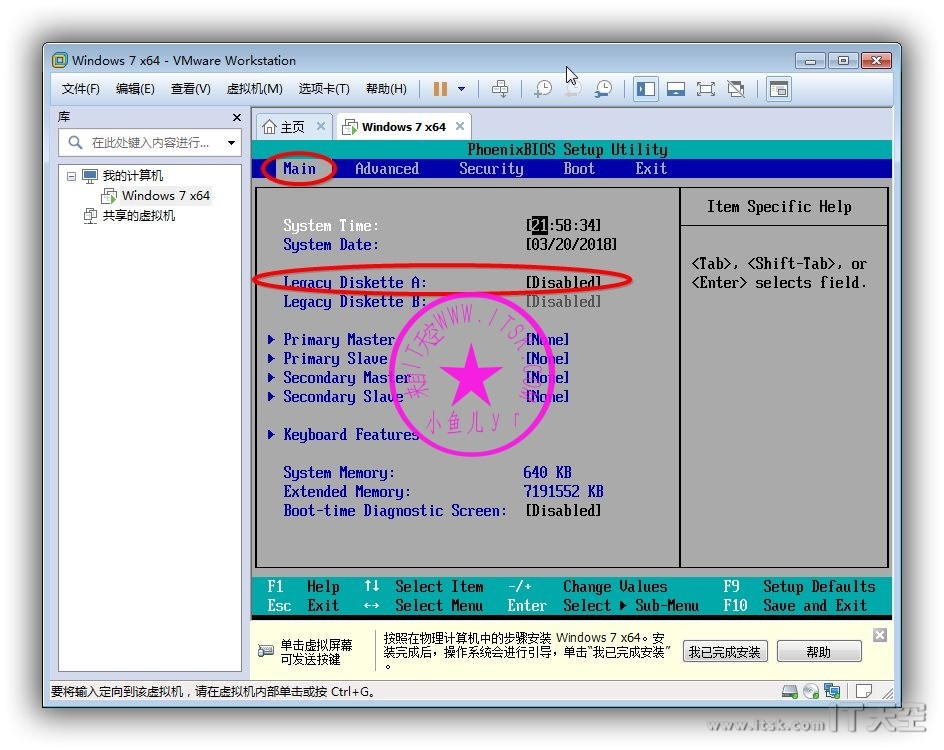 Windows 7 x64 - VMware Workstation
文件(F) 编辑(E) 查看(V) 虚拟机(M) 选项卡(T) 帮助(H)
库
在此处键入内容进行...
我的计算机
Windows 7 x64
共享的虚拟机
主页 Windows 7 x64
PhoenixBIOS Setup Utility
Main Advanced Security Boot Exit
System Time: [21:58:34]
System Date: [03/20/2018]
Legacy Diskette A: [Disabled]
Legacy Diskette B: [Disabled]
Primary Master [None]
Primary Slave [None]
Secondary Master [None]
Secondary Slave [None]
Keyboard Features
System Memory: 640 KB
Extended Memory: 7191552 KB
Boot-time Diagnostic Screen: [Disabled]
Item Specific Help
<Tab>, <Shift-Tab>, or
<Enter> selects field.
来自IT天空WWW.ITSK.COM
小鱼儿yr
F1 Help ↑↓ Select Item -/+ Change Values F9 Setup Defaults
Esc Exit ↔ Select Menu Enter Select ▶ Sub-Menu F10 Save and Exit
单击虚拟屏幕
可发送按键
按照在物理计算机中的步骤安装 Windows 7 x64。安
装完成后，操作系统会进行引导，单击“我已完成安装”
。
我已完成安装 帮助
要将输入定向到该虚拟机，请在虚拟机内部单击或按 Ctrl+G。
www.itsk.com IT天空